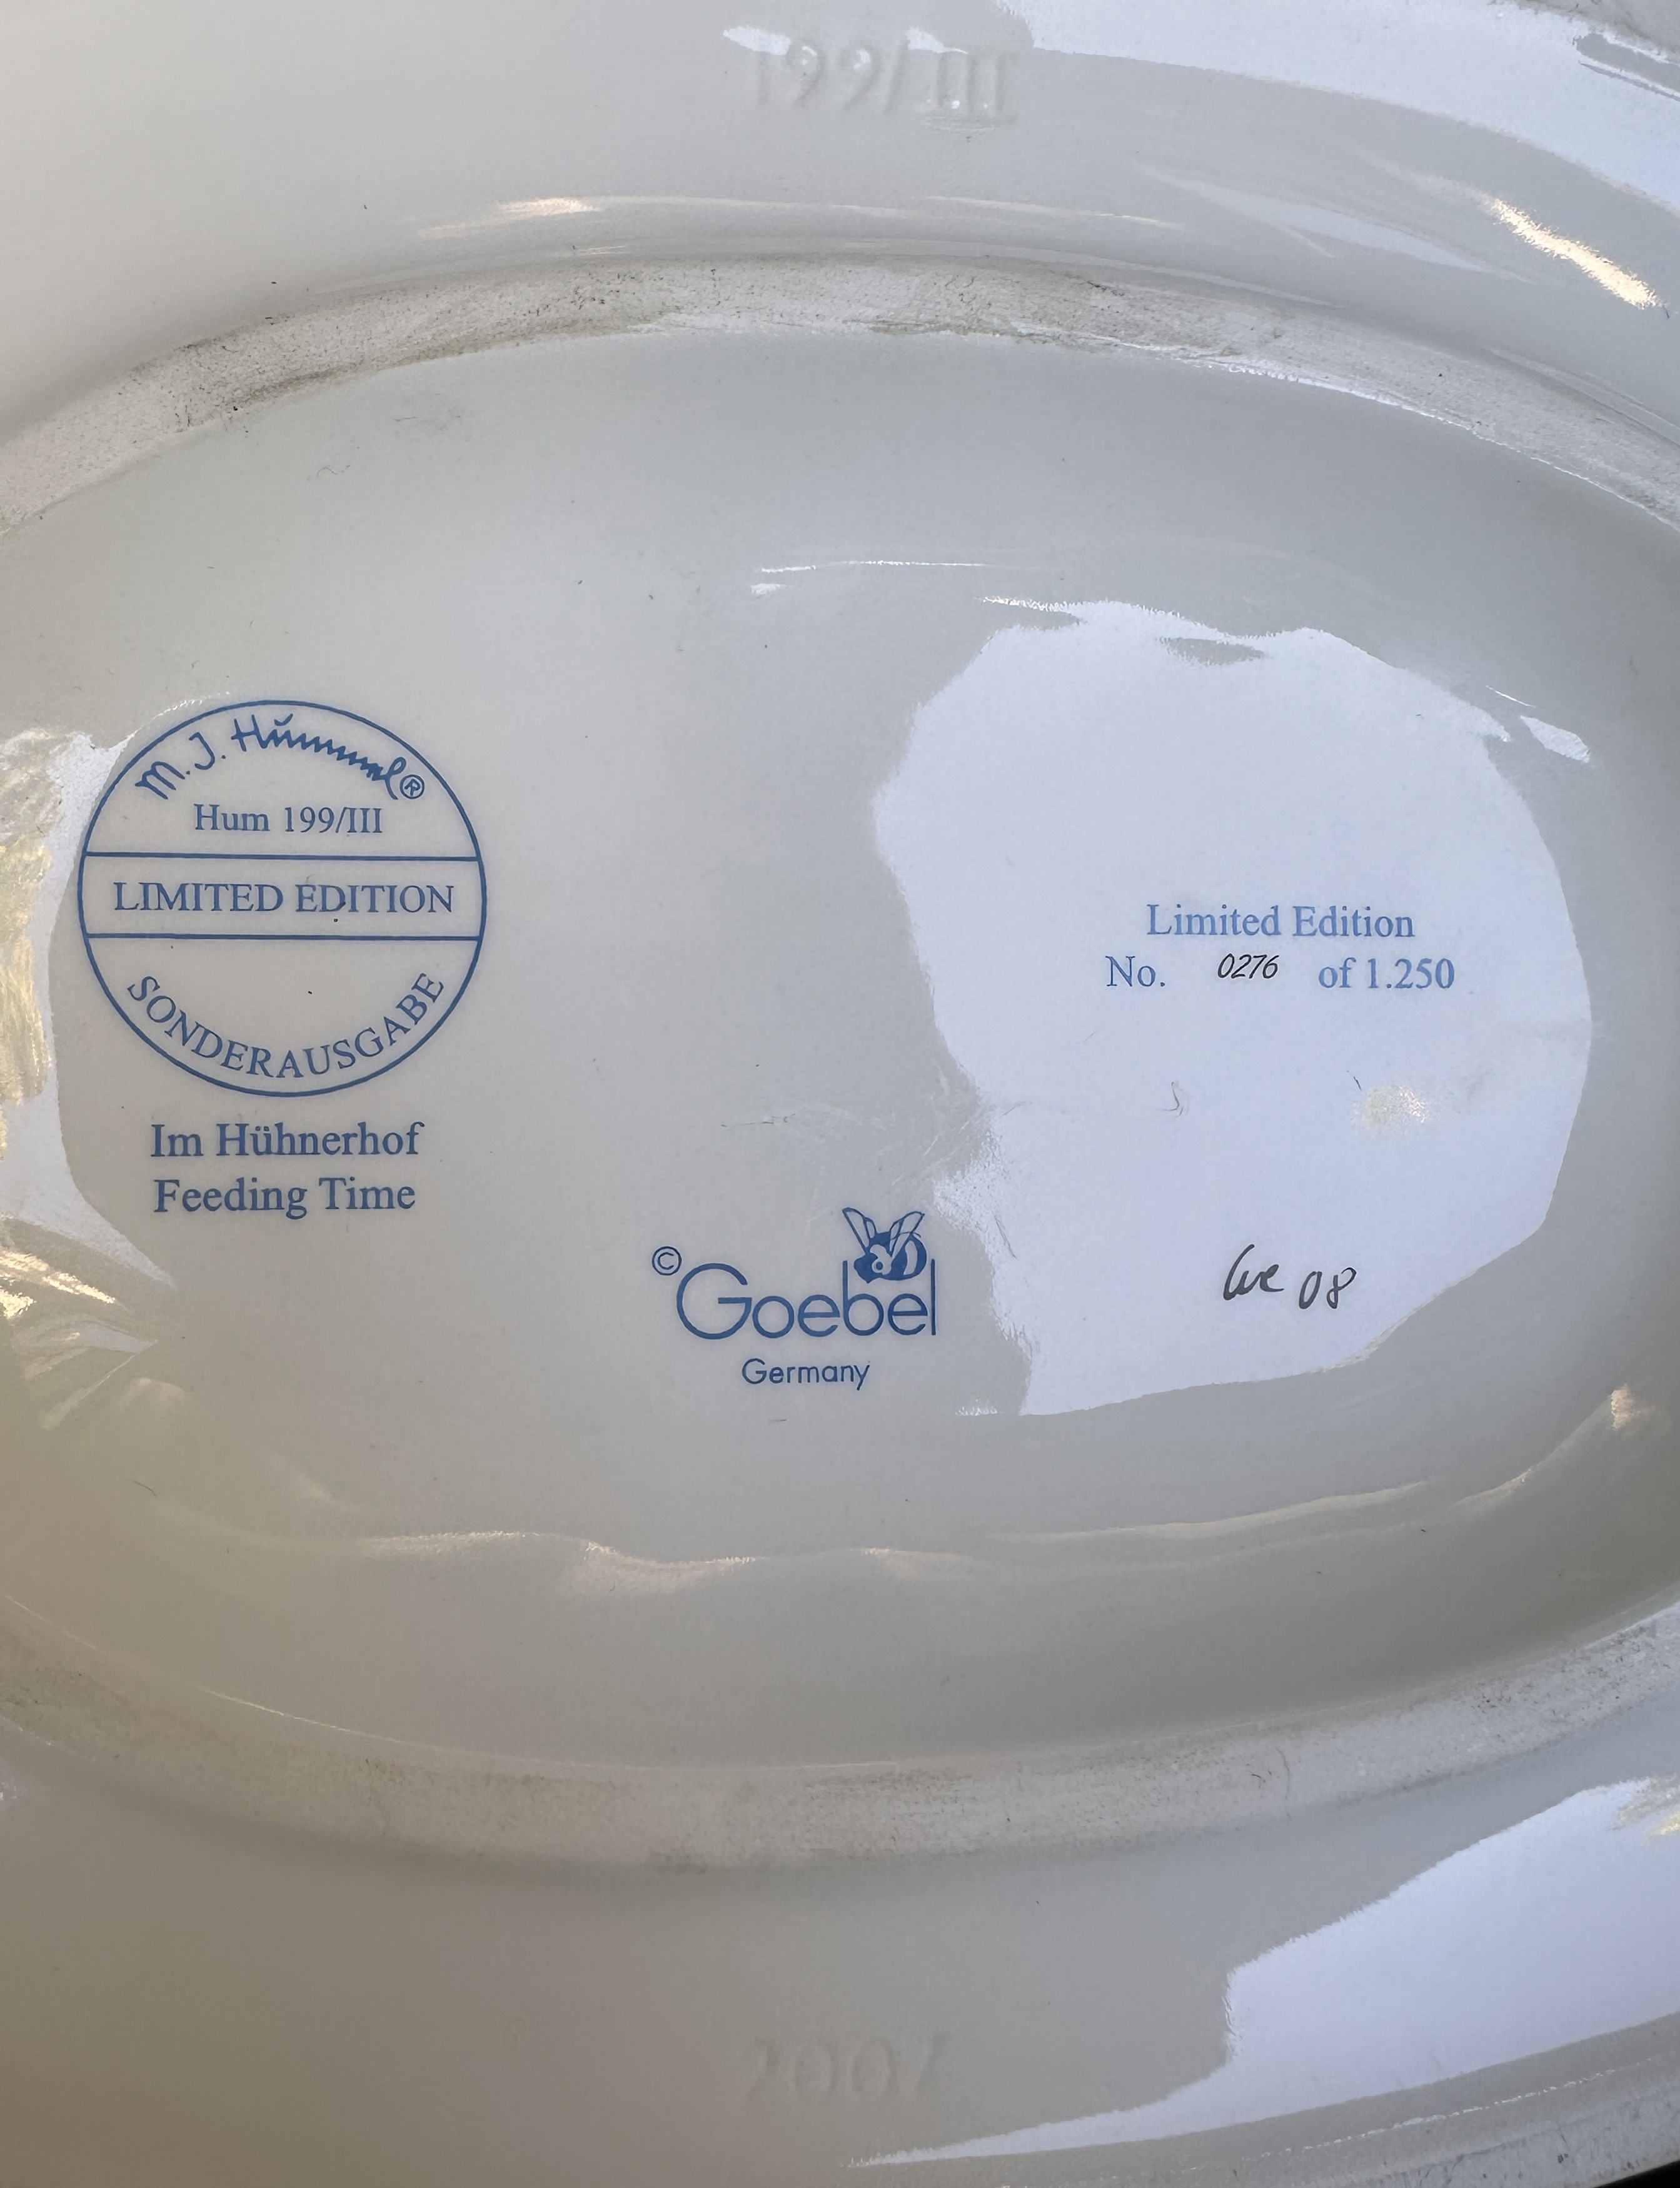 199/III
M. J. Hummel®
Hum 199/III
LIMITED EDITION
SONDERAUSGABE
Im Hühnerhof
Feeding Time
Limited Edition
No. 0276 of 1.250
© Goebel
Germany
08
2007